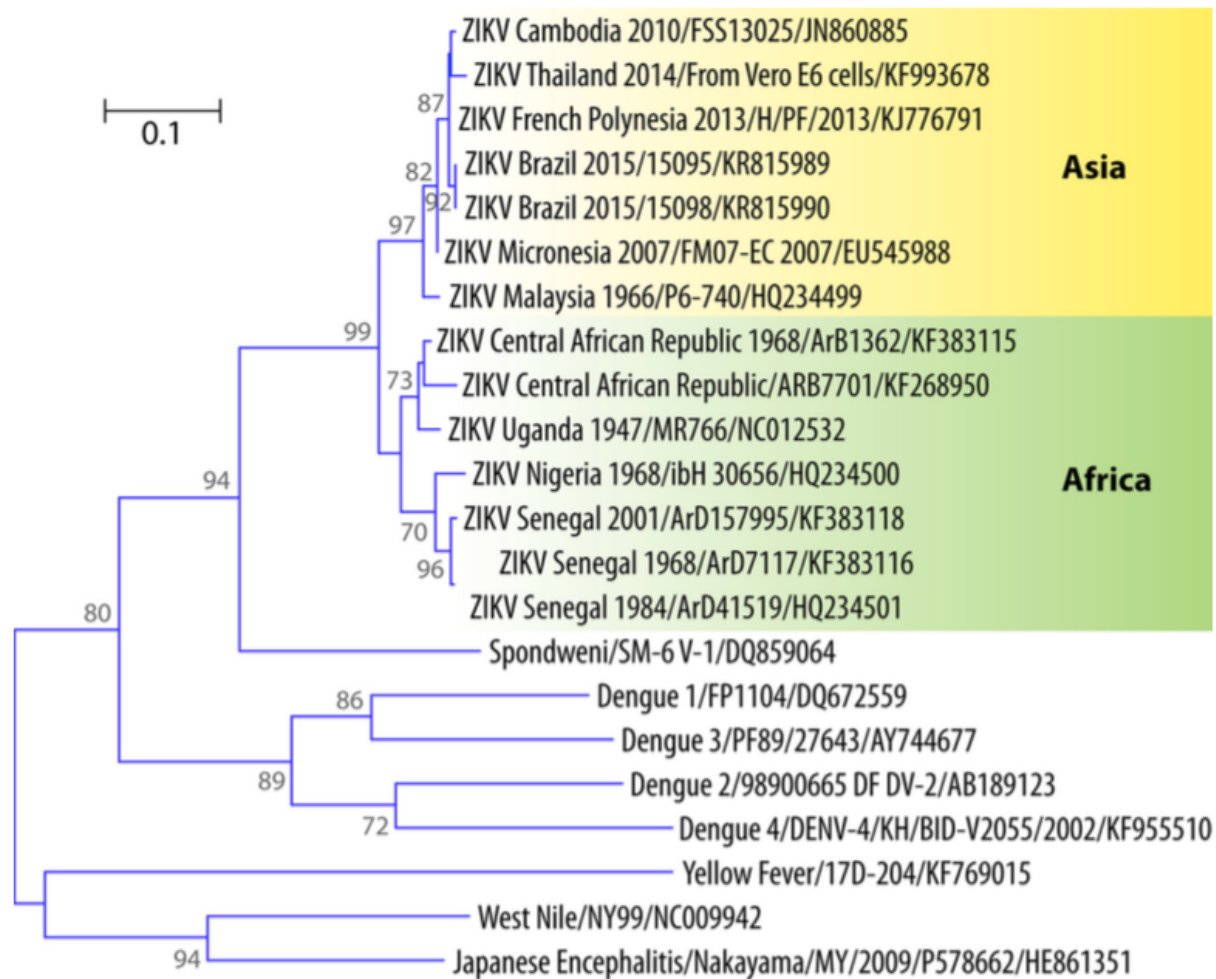 ZIKV Cambodia 2010/FSS13025/JN860885
ZIKV Thailand 2014/From Vero E6 cells/KF993678
87
0.1
ZIKV French Polynesia 2013/H/PF/2013/KJ776791
ZIKV Brazil 2015/15095/KR815989
Asia
82
92
ZIKV Brazil 2015/15098/KR815990
97
ZIKV Micronesia 2007/FM07-EC 2007/EU545988
ZIKV Malaysia 1966/P6-740/HQ234499
99
ZIKV Central African Republic 1968/ArB1362/KF383115
73
ZIKV Central African Republic/ARB7701/KF268950
ZIKV Uganda 1947/MR766/NC012532
94
ZIKV Nigeria 1968/ibH 30656/HQ234500
Africa
70
ZIKV Senegal 2001/ArD157995/KF383118
96
ZIKV Senegal 1968/ArD7117/KF383116
80
ZIKV Senegal 1984/ArD41519/HQ234501
Spondweni/SM-6 V-1/DQ859064
86
Dengue 1/FP1104/DQ672559
Dengue 3/PF89/27643/AY744677
89
Dengue 2/98900665 DF DV-2/AB189123
72
Dengue 4/DENV-4/KH/BID-V2055/2002/KF955510
Yellow Fever/17D-204/KF769015
West Nile/NY99/NC009942
94
Japanese Encephalitis/Nakayama/MY/2009/P578662/HE861351